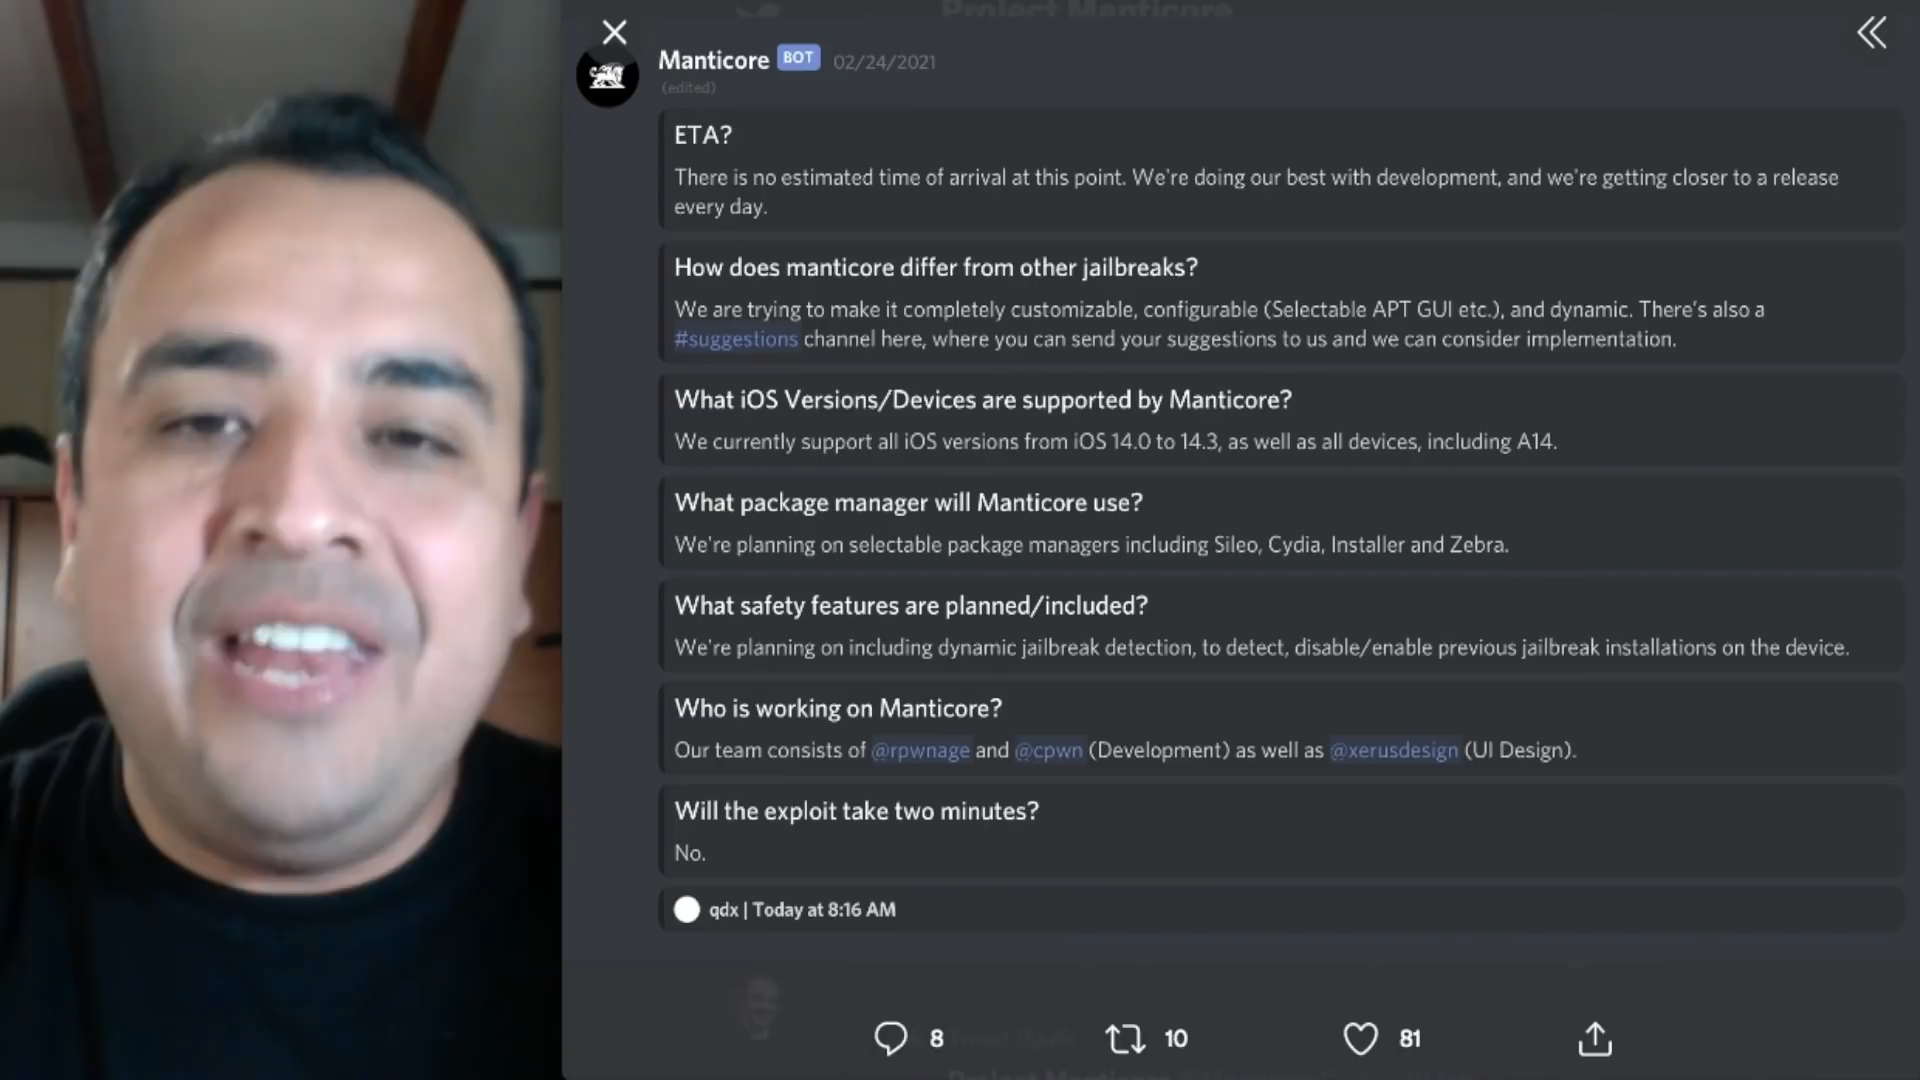 Project Manticore
Manticore BOT 02/24/2021
(edited)
ETA?
There is no estimated time of arrival at this point. We're doing our best with development, and we're getting closer to a release
every day.
How does manticore differ from other jailbreaks?
We are trying to make it completely customizable, configurable (Selectable APT GUI etc.), and dynamic. There's also a
#suggestions channel here, where you can send your suggestions to us and we can consider implementation.
What iOS Versions/Devices are supported by Manticore?
We currently support all iOS versions from iOS 14.0 to 14.3, as well as all devices, including A14.
What package manager will Manticore use?
We're planning on selectable package managers including Sileo, Cydia, Installer and Zebra.
What safety features are planned/included?
We're planning on including dynamic jailbreak detection, to detect, disable/enable previous jailbreak installations on the device.
Who is working on Manticore?
Our team consists of @rpwnage and @cpwn (Development) as well as @xerusdesign (UI Design).
Will the exploit take two minutes?
No.
qdx | Today at 8:16 AM
8 10 81